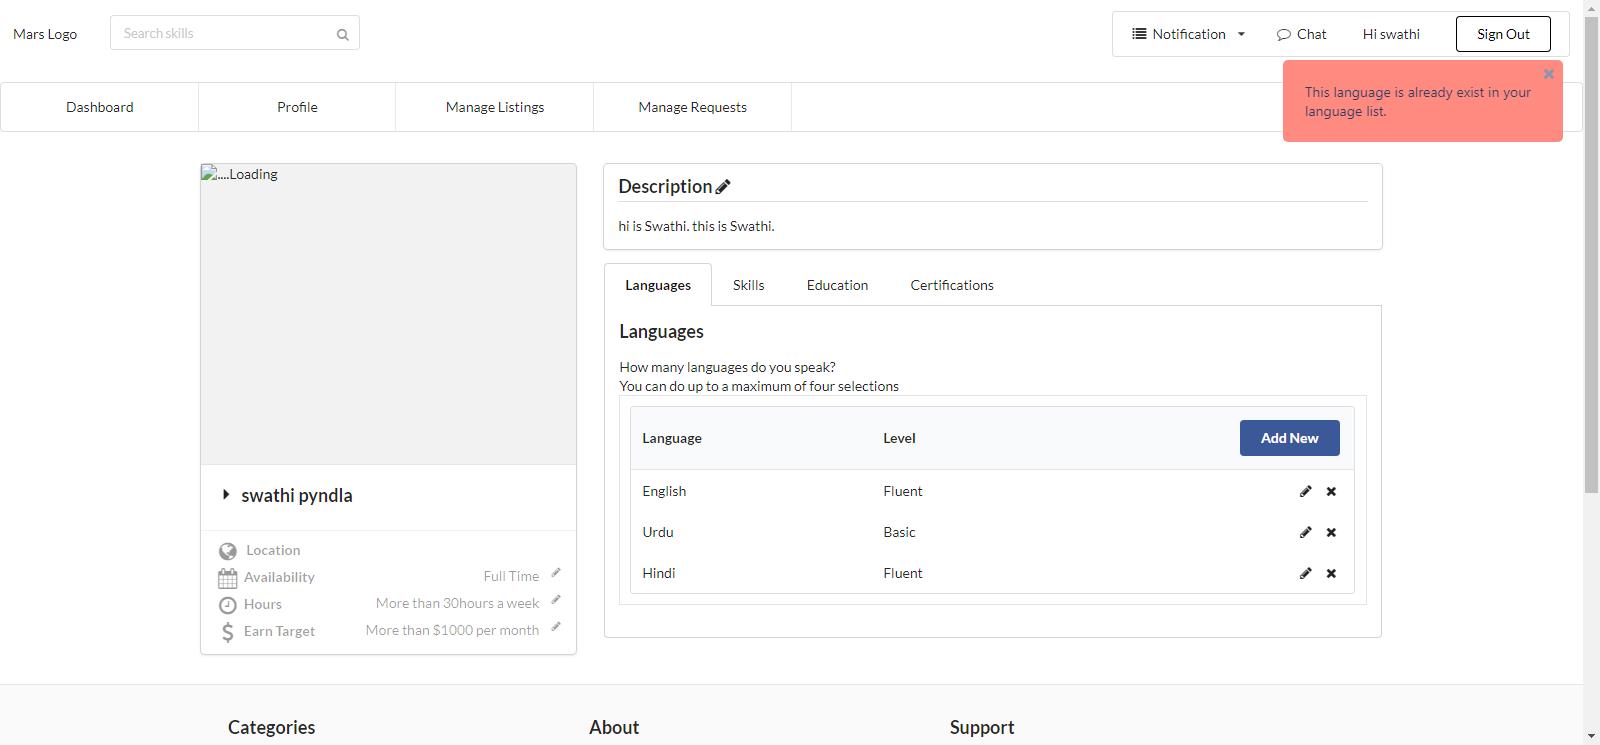 Mars Logo
Search skills
Notification
Chat
Hi swathi
Sign Out
This language is already exist in your
language list.
Dashboard
Profile
Manage Listings
Manage Requests
....Loading
swathi pyndla
Location
Availability Full Time
Hours More than 30hours a week
Earn Target More than $1000 per month
Description
hi is Swathi. this is Swathi.
Languages Skills Education Certifications
Languages
How many languages do you speak?
You can do up to a maximum of four selections
Language Level Add New
English Fluent
Urdu Basic
Hindi Fluent
Categories
About
Support